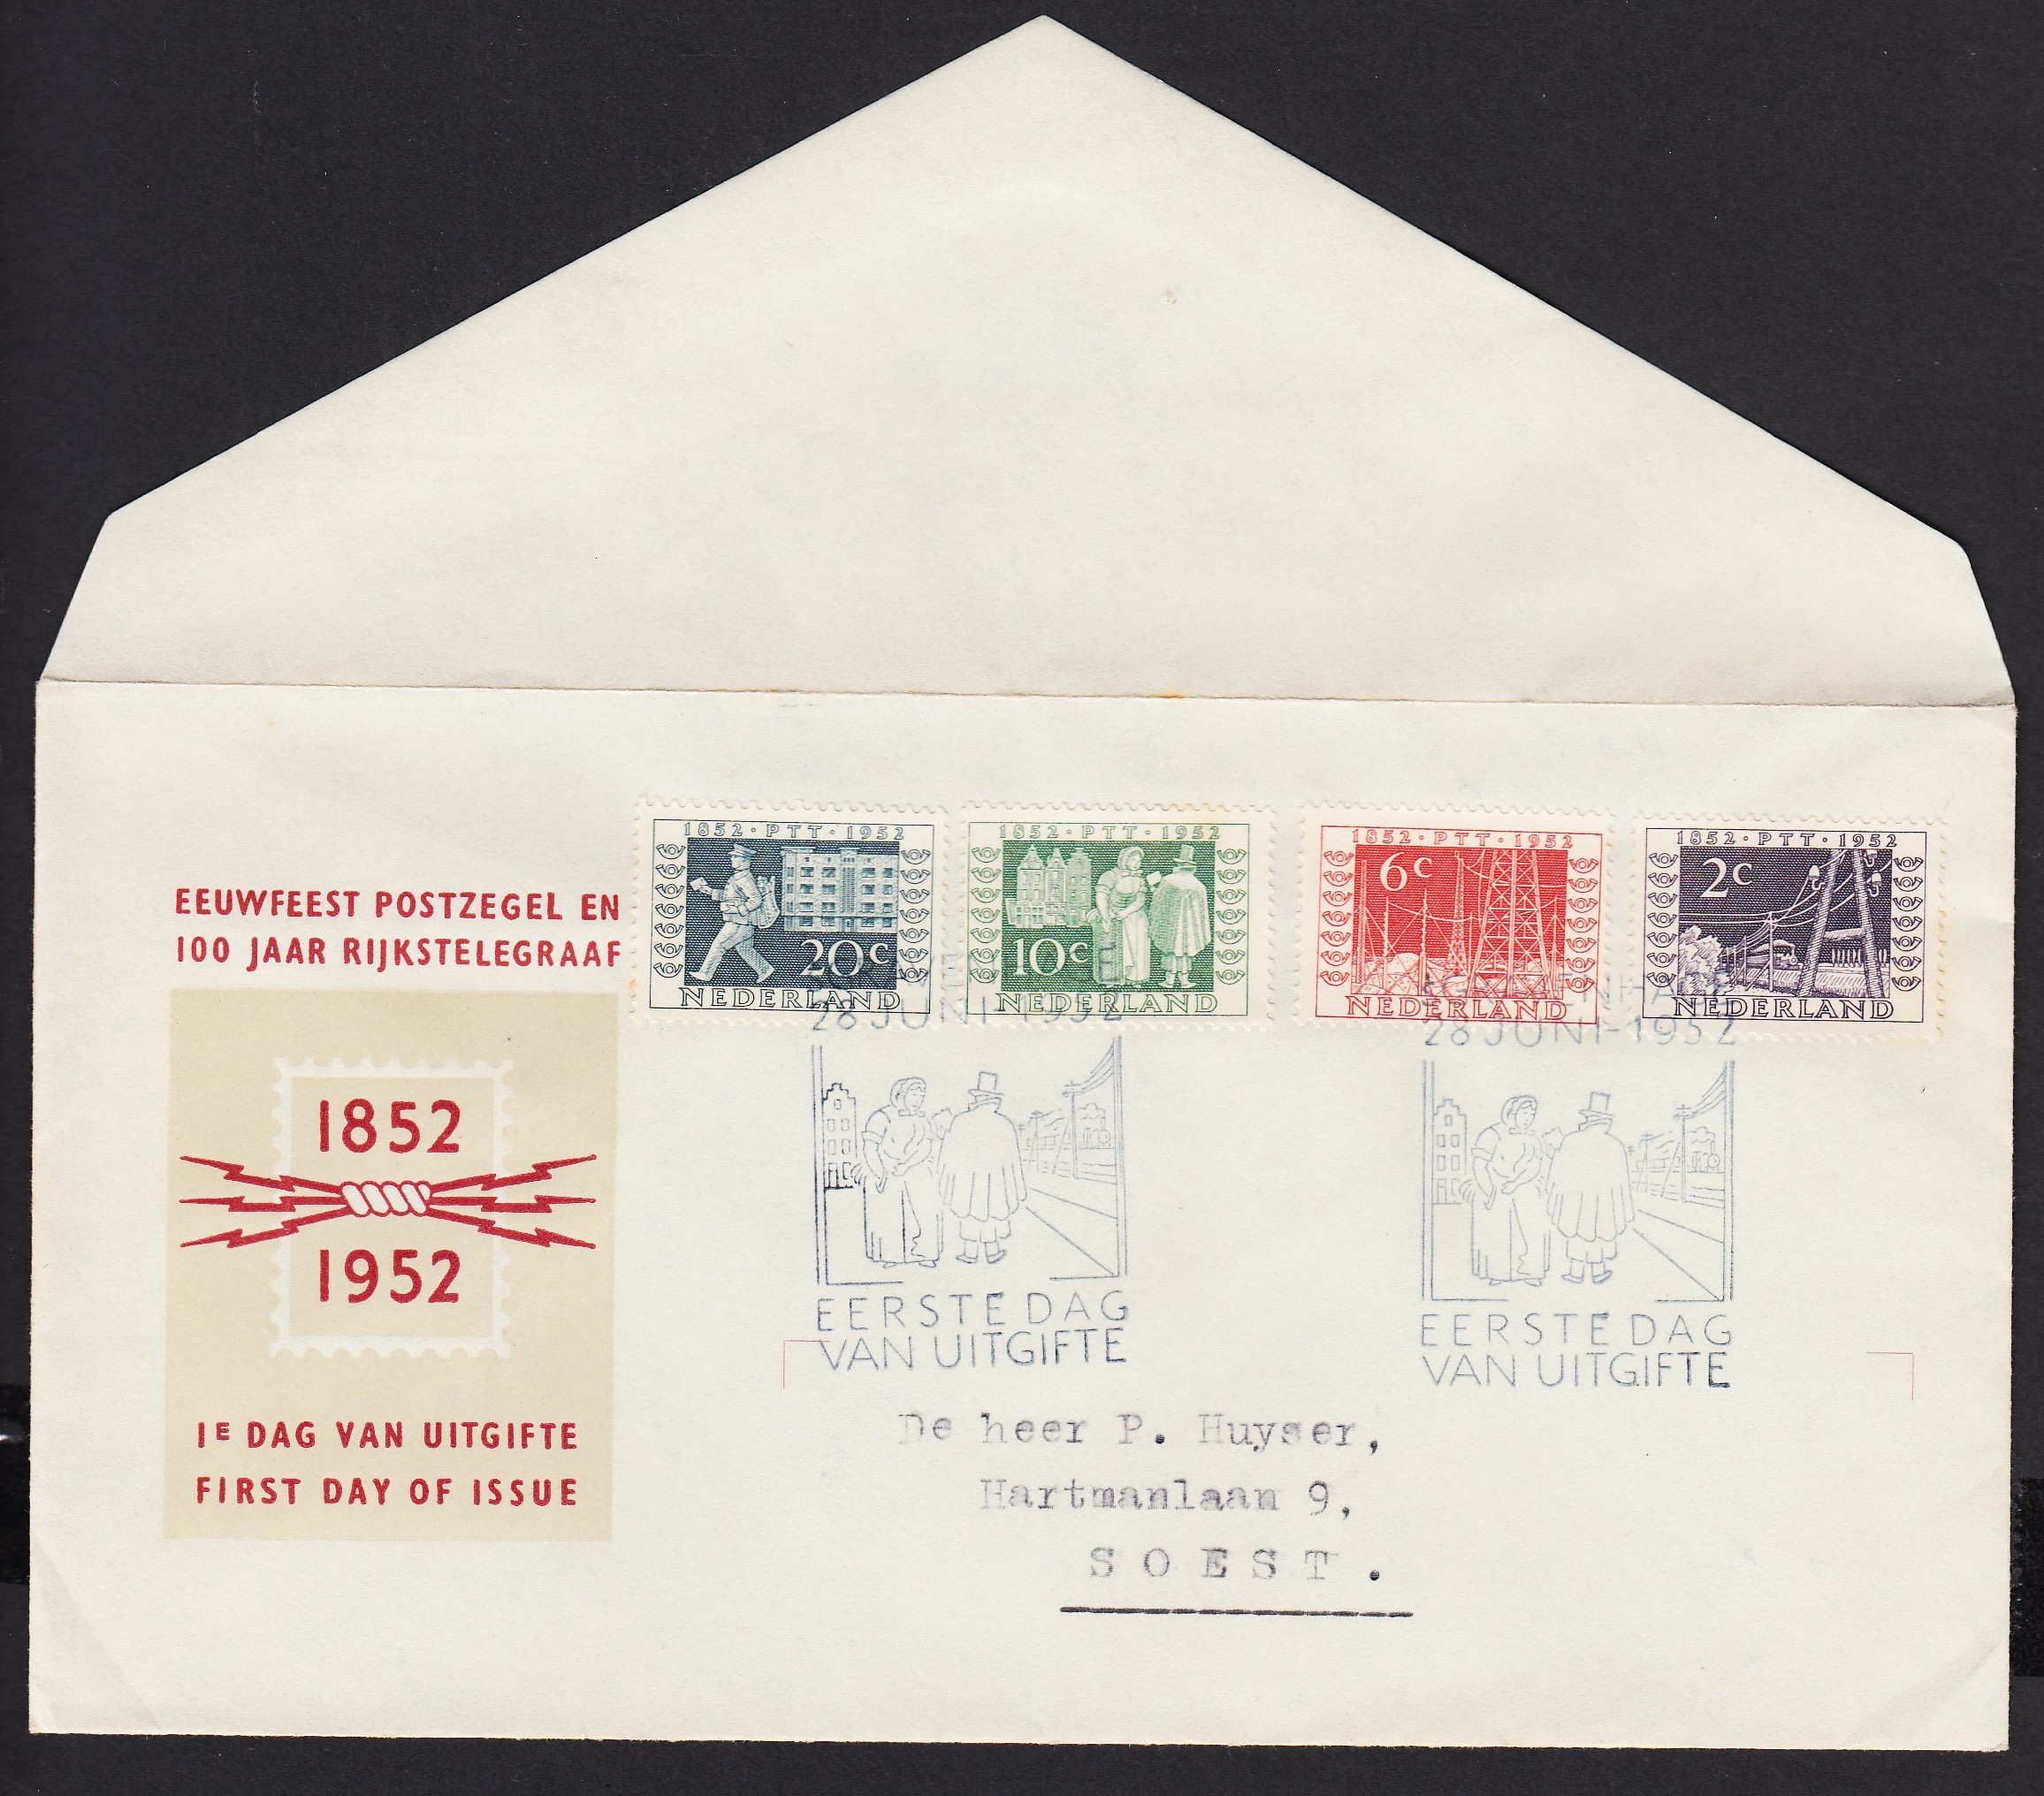 EEUWFEEST POSTZEGEL EN
100 JAAR RIJKSTELEGRAAF
1852
1952
1E DAG VAN UITGIFTE
FIRST DAY OF ISSUE
1852 · PTT · 1952
20c
NEDERLAND
1852 · PTT · 1952
10c
NEDERLAND
1852 · PTT · 1952
6c
NEDERLAND
1852 · PTT · 1952
2c
NEDERLAND
28 JUNI-1952
EERSTE DAG
VAN UITGIFTE
28 JUNI-1952
EERSTE DAG
VAN UITGIFTE
De heer P. Huyser,
Hartmanlaan 9,
S O E S T .